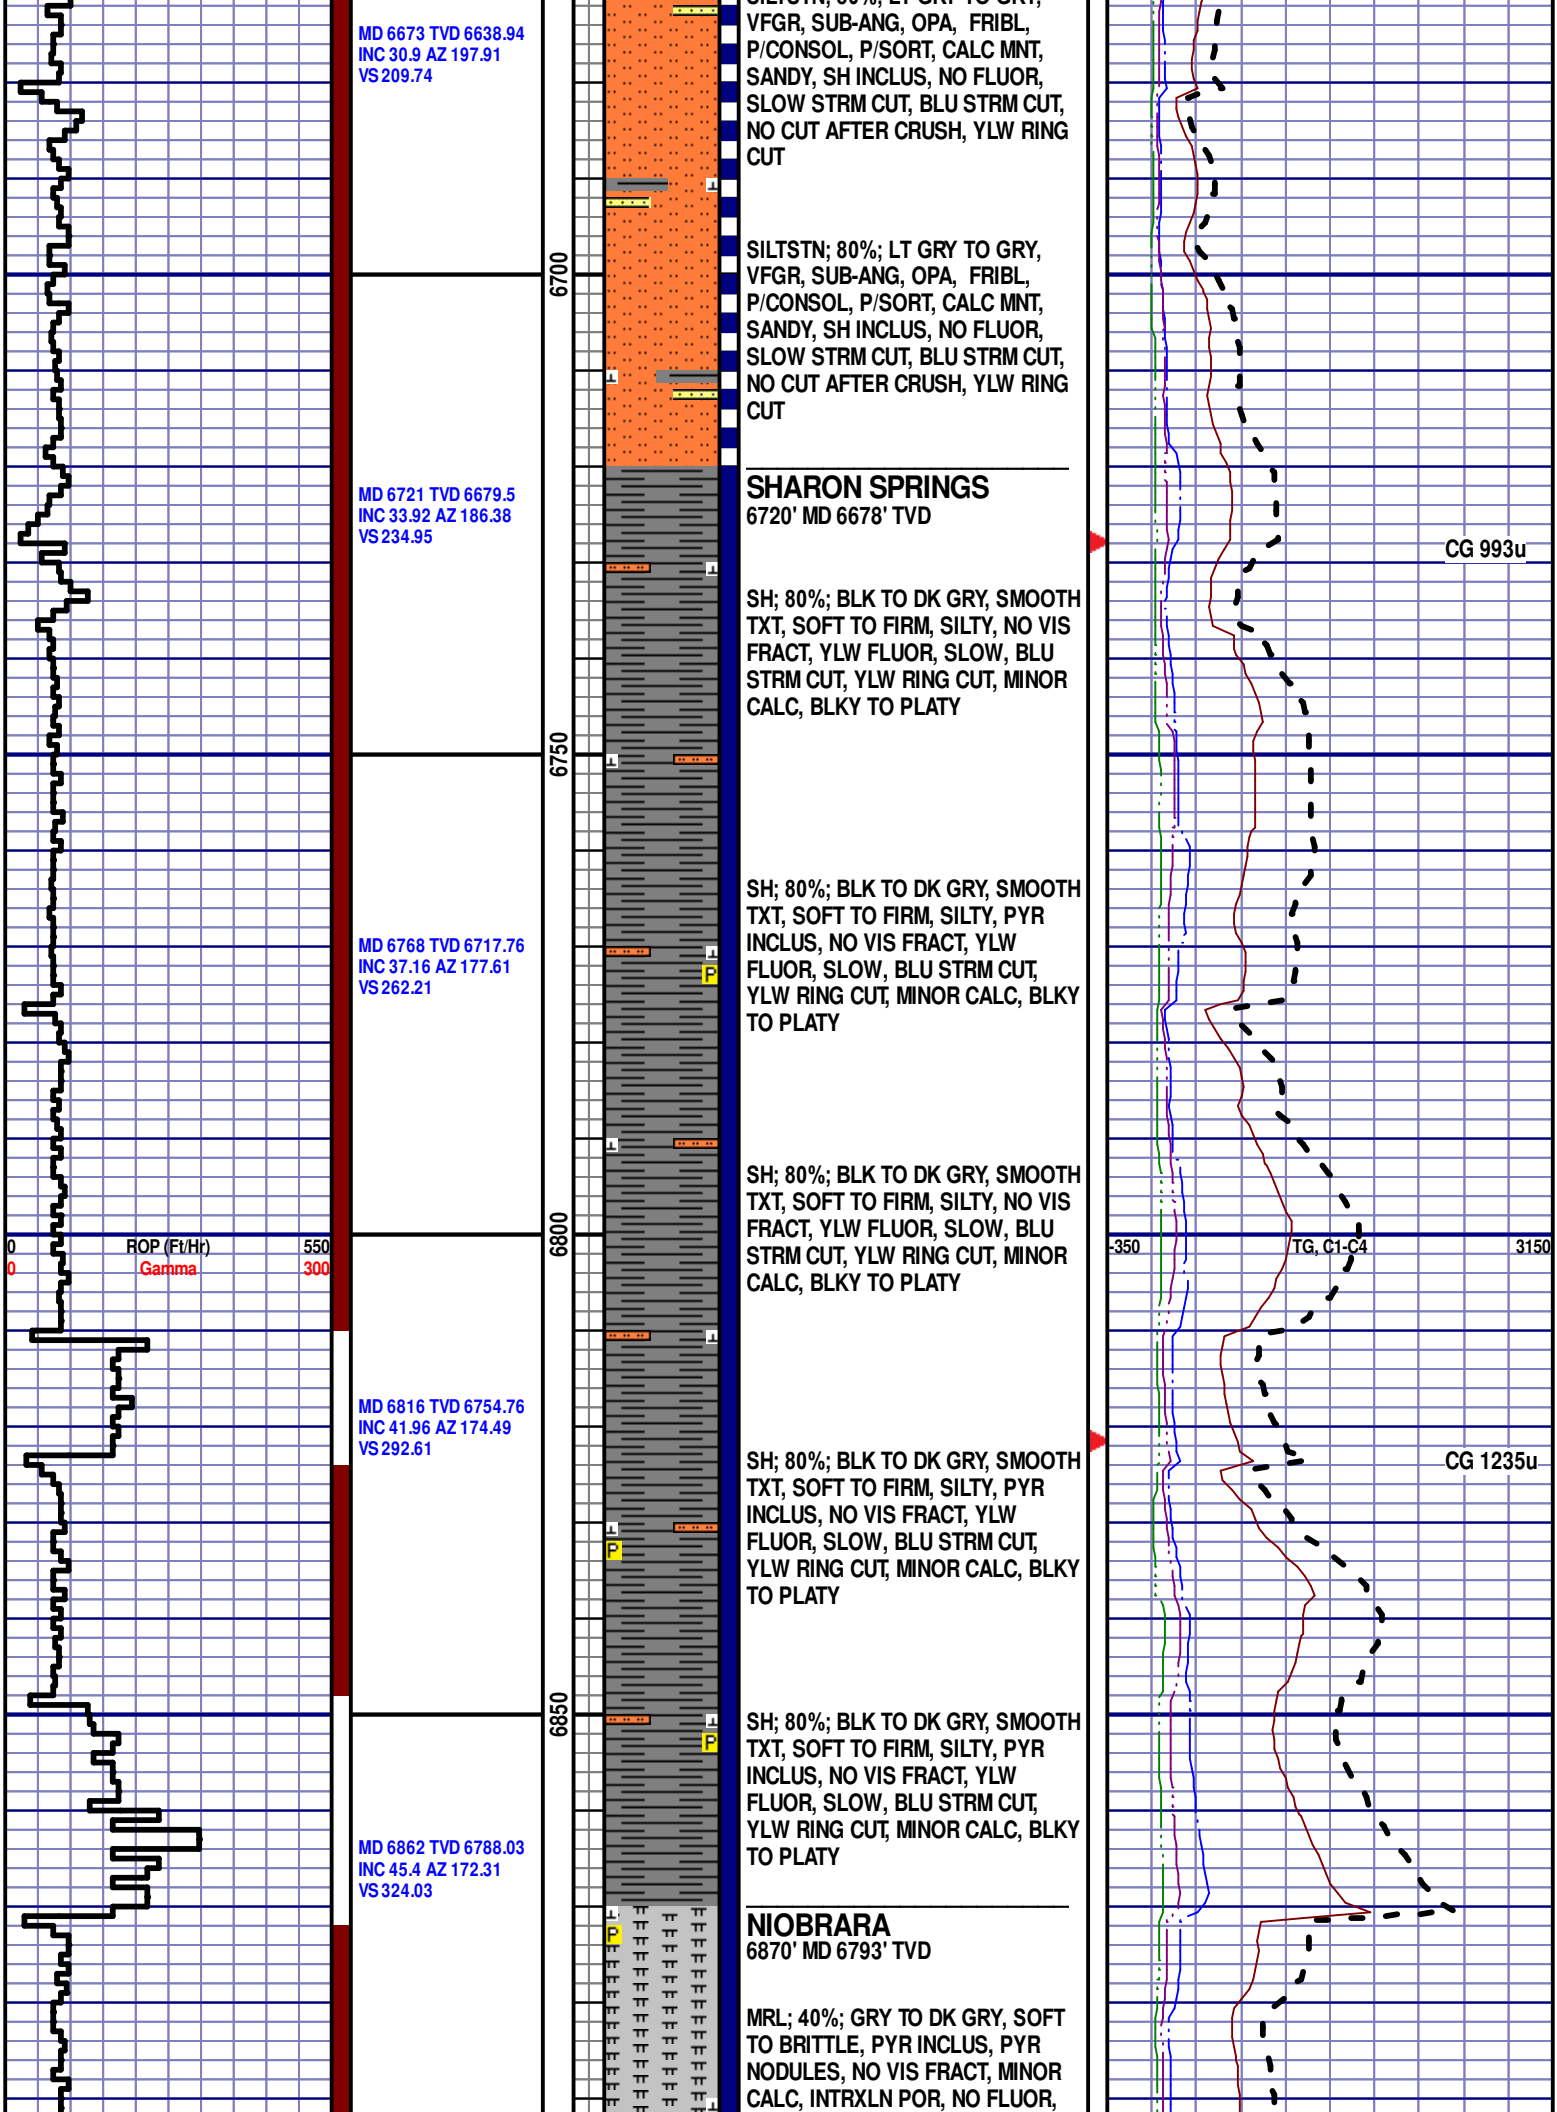 MD 6673 TVD 6638.94
INC 30.9 AZ 197.91
VS 209.74
VFGR, SUB-ANG, OPA, FRIBL,
P/CONSOL, P/SORT, CALC MNT,
SANDY, SH INCLUS, NO FLUOR,
SLOW STRM CUT, BLU STRM CUT,
NO CUT AFTER CRUSH, YLW RING
CUT
6700
SILTSTN; 80%; LT GRY TO GRY,
VFGR, SUB-ANG, OPA, FRIBL,
P/CONSOL, P/SORT, CALC MNT,
SANDY, SH INCLUS, NO FLUOR,
SLOW STRM CUT, BLU STRM CUT,
NO CUT AFTER CRUSH, YLW RING
CUT
MD 6721 TVD 6679.5
INC 33.92 AZ 186.38
VS 234.95
SHARON SPRINGS
6720' MD 6678' TVD
CG 993u
SH; 80%; BLK TO DK GRY, SMOOTH
TXT, SOFT TO FIRM, SILTY, NO VIS
FRACT, YLW FLUOR, SLOW, BLU
STRM CUT, YLW RING CUT, MINOR
CALC, BLKY TO PLATY
6750
MD 6768 TVD 6717.76
INC 37.16 AZ 177.61
VS 262.21
P
SH; 80%; BLK TO DK GRY, SMOOTH
TXT, SOFT TO FIRM, SILTY, PYR
INCLUS, NO VIS FRACT, YLW
FLUOR, SLOW, BLU STRM CUT,
YLW RING CUT, MINOR CALC, BLKY
TO PLATY
SH; 80%; BLK TO DK GRY, SMOOTH
TXT, SOFT TO FIRM, SILTY, NO VIS
FRACT, YLW FLUOR, SLOW, BLU
STRM CUT, YLW RING CUT, MINOR
CALC, BLKY TO PLATY
6800
0 ROP (Ft/Hr) 550
0 Gamma 300
-350 TG, C1-C4 3150
MD 6816 TVD 6754.76
INC 41.96 AZ 174.49
VS 292.61
CG 1235u
P
SH; 80%; BLK TO DK GRY, SMOOTH
TXT, SOFT TO FIRM, SILTY, PYR
INCLUS, NO VIS FRACT, YLW
FLUOR, SLOW, BLU STRM CUT,
YLW RING CUT, MINOR CALC, BLKY
TO PLATY
6850
P
SH; 80%; BLK TO DK GRY, SMOOTH
TXT, SOFT TO FIRM, SILTY, PYR
INCLUS, NO VIS FRACT, YLW
FLUOR, SLOW, BLU STRM CUT,
YLW RING CUT, MINOR CALC, BLKY
TO PLATY
MD 6862 TVD 6788.03
INC 45.4 AZ 172.31
VS 324.03
P
NIOBRARA
6870' MD 6793' TVD
MRL; 40%; GRY TO DK GRY, SOFT
TO BRITTLE, PYR INCLUS, PYR
NODULES, NO VIS FRACT, MINOR
CALC, INTRXLN POR, NO FLUOR,